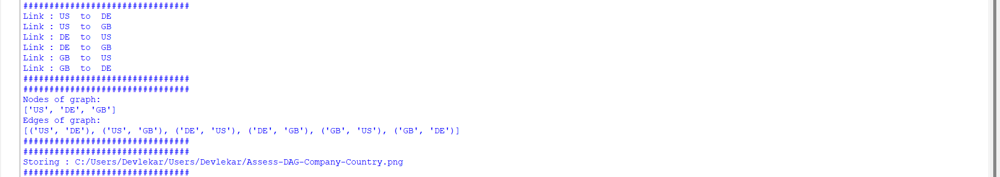 ################################
Link : US  to  DE
Link : US  to  GB
Link : DE  to  US
Link : DE  to  GB
Link : GB  to  US
Link : GB  to  DE
################################
################################
Nodes of graph:
['US', 'DE', 'GB']
Edges of graph:
[('US', 'DE'), ('US', 'GB'), ('DE', 'US'), ('DE', 'GB'), ('GB', 'US'), ('GB', 'DE')]
################################
################################
Storing : C:/Users/Devlekar/Users/Devlekar/Assess-DAG-Company-Country.png
################################